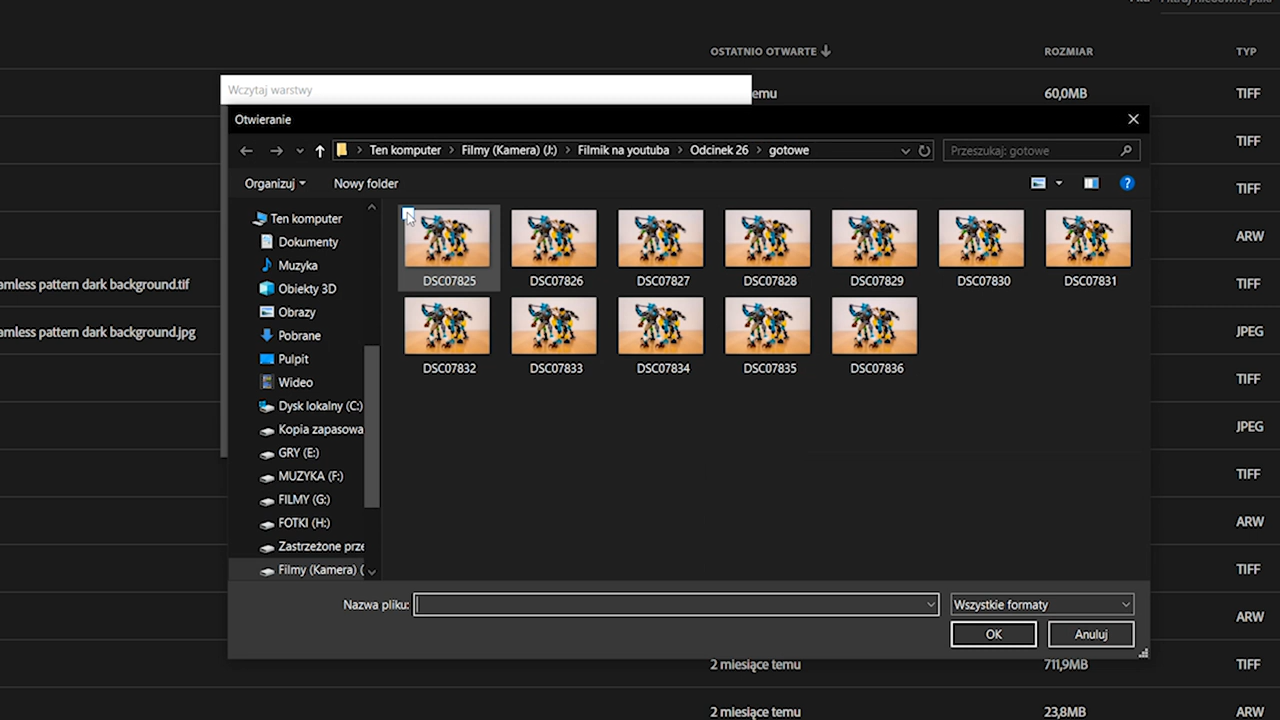 OSTATNIO OTWARTE ROZMIAR TYP
Wczytaj warstwy
emu 60,0MB TIFF
Otwieranie
TIFF
Ten komputer > Filmy (Kamera) (J:) > Filmik na youtuba > Odcinek 26 > gotowe
Przeszukaj: gotowe
Organizuj Nowy folder
TIFF
Ten komputer
Dokumenty
Muzyka
Obiekty 3D
Obrazy
Pobrane
Pulpit
Wideo
Dysk lokalny (C:)
Kopia zapasowa
GRY (E:)
MUZYKA (F:)
FILMY (G:)
FOTKI (H:)
Zastrzeżone prze
Filmy (Kamera) (
DSC07825 DSC07826 DSC07827 DSC07828 DSC07829 DSC07830 DSC07831
DSC07832 DSC07833 DSC07834 DSC07835 DSC07836
ARW
amless pattern dark background.tif TIFF
amless pattern dark background.jpg JPEG
TIFF
JPEG
TIFF
ARW
TIFF
Nazwa pliku: Wszystkie formaty
ARW
OK Anuluj
2 miesiące temu 711,9MB TIFF
2 miesiące temu 23,8MB ARW